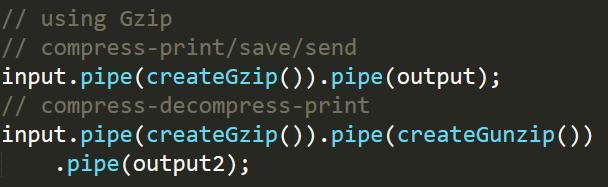 // using Gzip
// compress-print/save/send
input.pipe(createGzip()).pipe(output);
// compress-decompress-print
input.pipe(createGzip()).pipe(createGunzip())
    .pipe(output2);